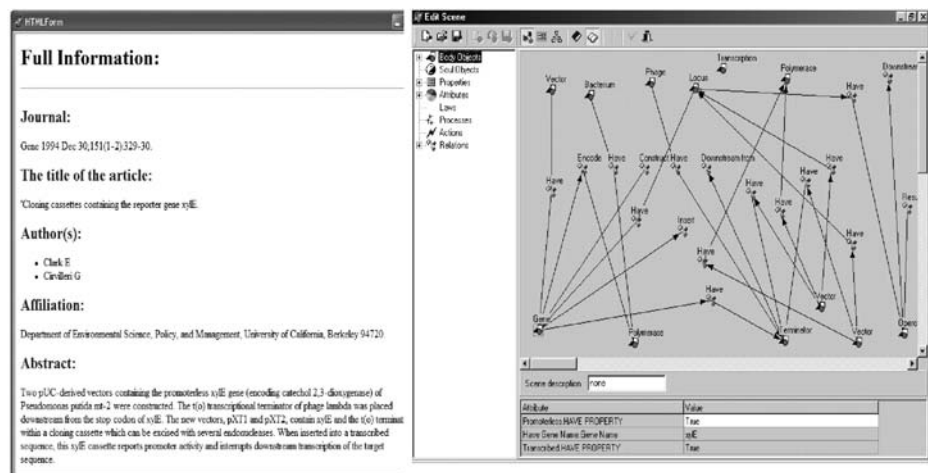 HTMLForm
Full Information:
Journal:
Gene 1994 Dec 30;151(1-2):329-30.
The title of the article:
'Cloning cassettes containing the reporter gene xylE.
Author(s):
• Clark E
• Cirvilleri G
Affiliation:
Department of Environmental Science, Policy, and Management, University of California, Berkeley 94720.
Abstract:
Two pUC-derived vectors containing the promoterless xylE gene (encoding catechol 2,3-dioxygenase) of
Pseudomonas putida mt-2 were constructed. The t(o) transcriptional terminator of phage lambda was placed
downstream from the stop codon of xylE. The new vectors, pXT1 and pXT2, contain xylE and the t(o) terminat
within a cloning cassette which can be excised with several endonucleases. When inserted into a transcribed
sequence, this xylE cassette reports promoter activity and interrupts downstream transcription of the target
sequence.
Edit Scene
Body Objects
Soul Objects
Properties
Attributes
Laws
Processes
Actions
Relations
Transcription
Vector
Bacterium
Phage
Locus
Polymerase
Downstream
Have
Encode
Have
Construct
Have
Downstream from
Have
Have
Have
Have
Have
Have
Resu
Insert
Have
Have
Have
Gene
Polymerase
Terminator
Vector
Vector
Opero
Scene description
none
Attribute
Value
Promoterless:HAVE PROPERTY
True
Have Gene Name:Gene Name
xylE
Transcribed:HAVE PROPERTY
True